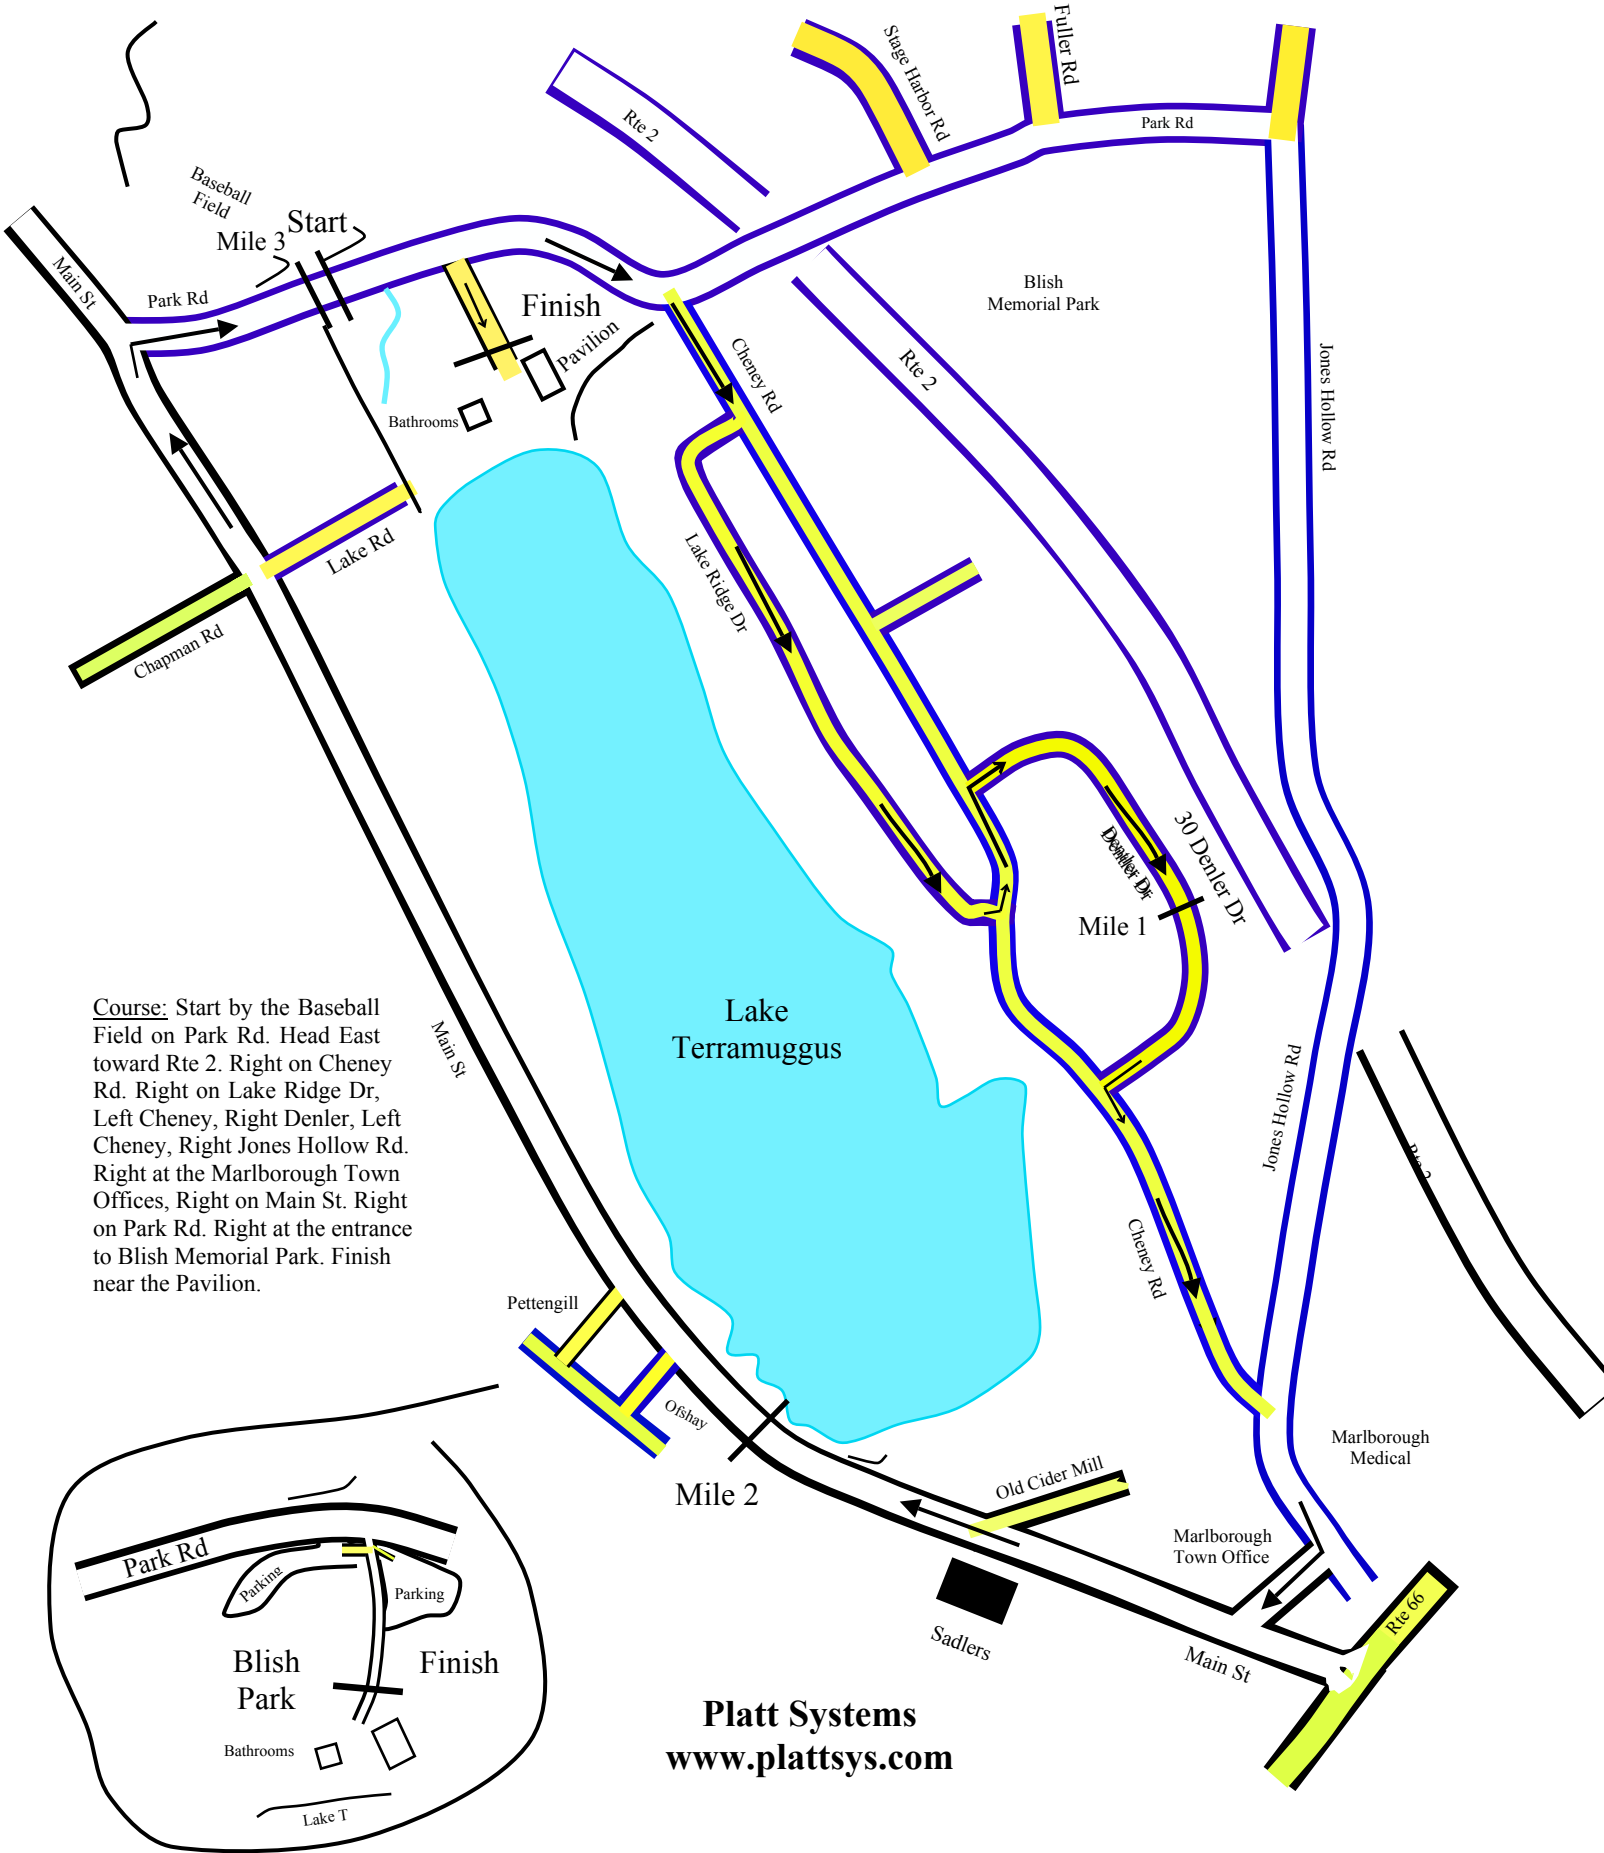 Fuller Rd
Stage Harbor Rd
Rte 2
Park Rd
Baseball
Field
Start
Mile 3
Main St
Park Rd
Finish
Pavilion
Blish
Memorial Park
Cheney Rd
Rte 2
Jones Hollow Rd
Bathrooms
Lake Rd
Lake Ridge Dr
Chapman Rd
30 Denler Dr
Denler Dr
Mile 1
Lake
Terramuggus
Course: Start by the Baseball
Field on Park Rd. Head East
toward Rte 2. Right on Cheney
Rd. Right on Lake Ridge Dr,
Left Cheney, Right Denler, Left
Cheney, Right Jones Hollow Rd.
Right at the Marlborough Town
Offices, Right on Main St. Right
on Park Rd. Right at the entrance
to Blish Memorial Park. Finish
near the Pavilion.
Main St
Jones Hollow Rd
Rte 2
Cheney Rd
Pettengill
Ofshay
Mile 2
Old Cider Mill
Marlborough
Medical
Marlborough
Town Office
Sadlers
Main St
Rte 66
Park Rd
Parking
Parking
Blish
Park
Finish
Bathrooms
Lake T
Platt Systems
www.plattsys.com